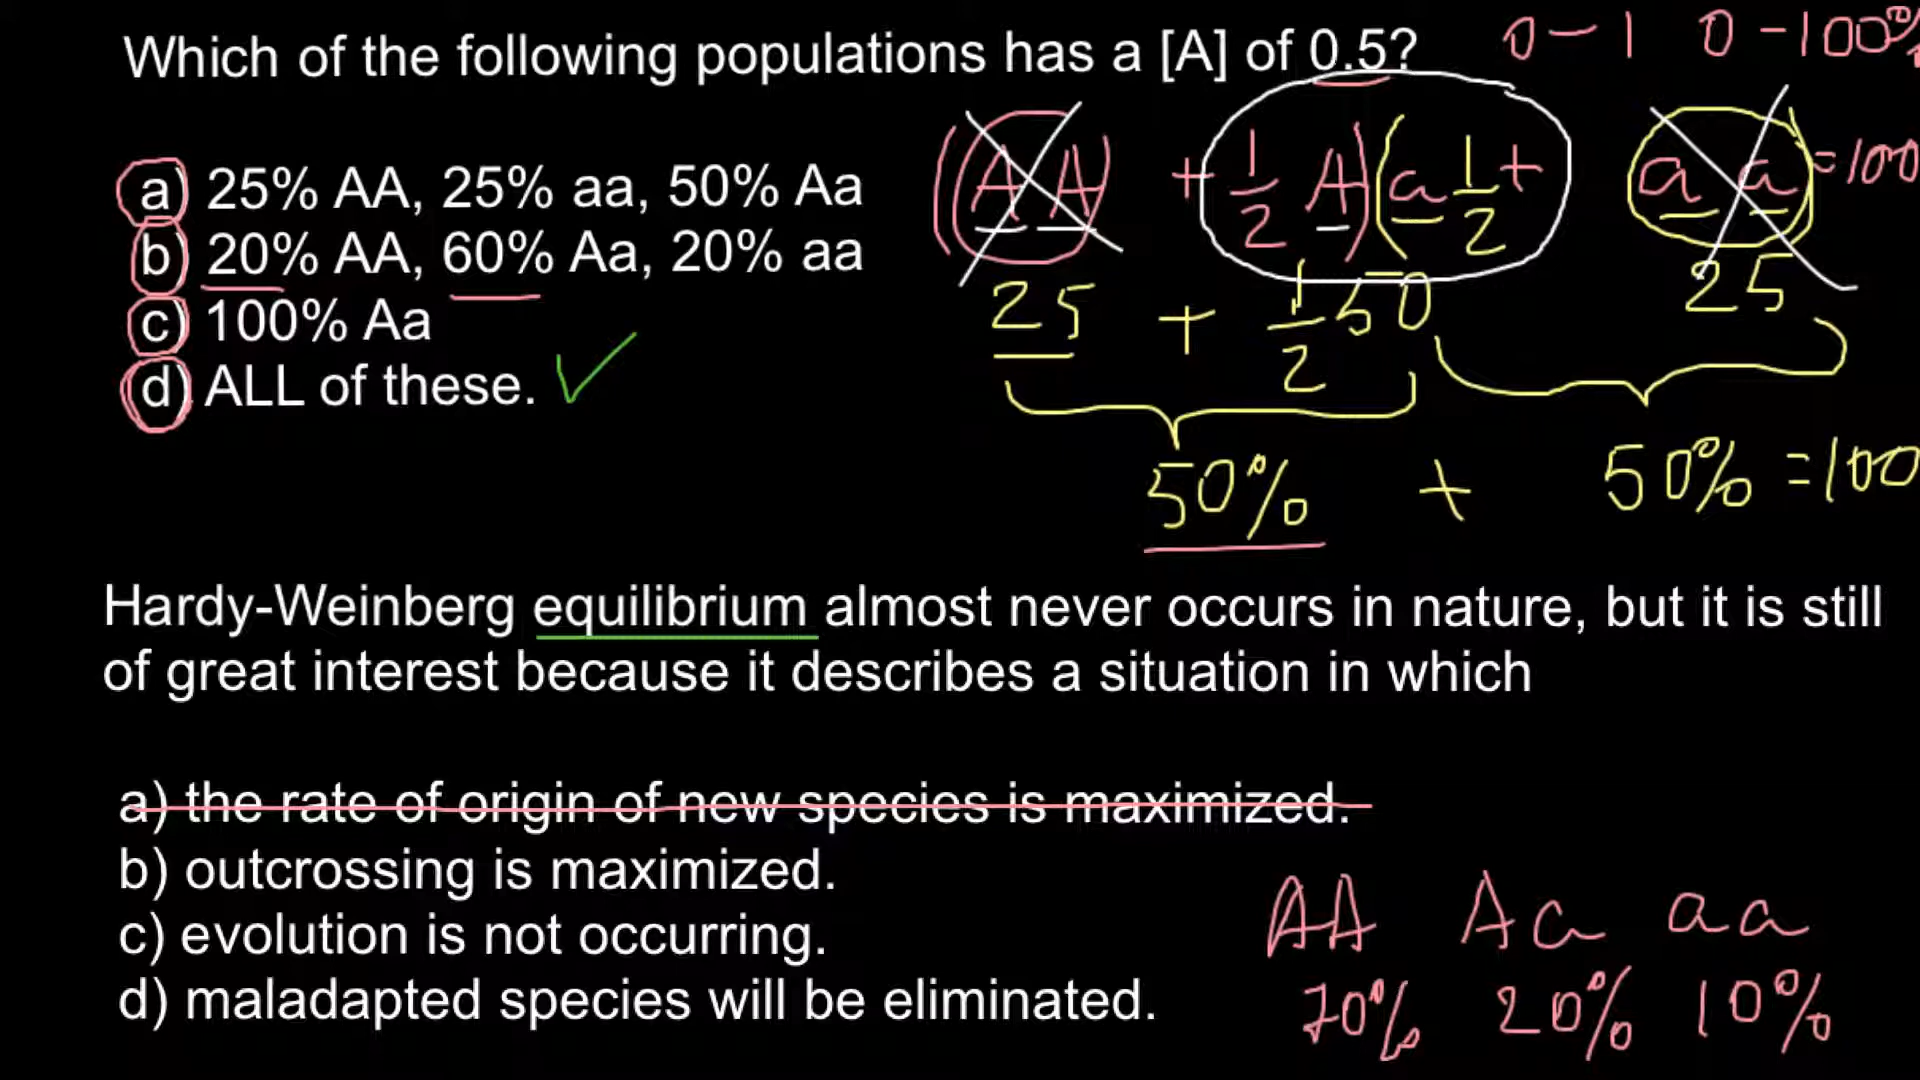 Which of the following populations has a [A] of 0.5?
0 – 1 0 – 100%
a) 25% AA, 25% aa, 50% Aa
(AA + 1/2 A)(a 1/2 + aa = 100
b) 20% AA, 60% Aa, 20% aa
25 + 1/2 50 25
c) 100% Aa
d) ALL of these. ✓
50% + 50% = 100
Hardy-Weinberg equilibrium almost never occurs in nature, but it is still
of great interest because it describes a situation in which
a) the rate of origin of new species is maximized.
b) outcrossing is maximized.
AA Aa aa
c) evolution is not occurring.
d) maladapted species will be eliminated.
70% 20% 10%